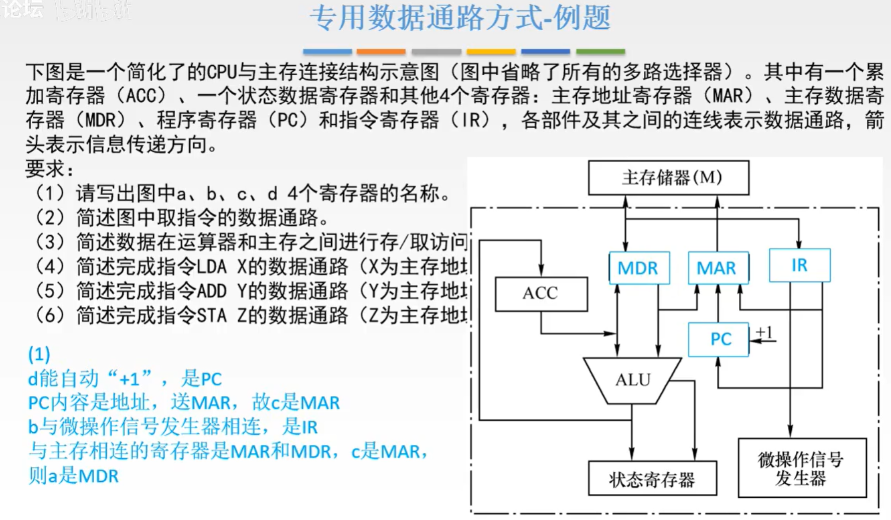 论坛
专用数据通路方式-例题
下图是一个简化了的CPU与主存连接结构示意图（图中省略了所有的多路选择器）。其中有一个累
加寄存器（ACC）、一个状态数据寄存器和其他4个寄存器：主存地址寄存器（MAR）、主存数据寄
存器（MDR）、程序寄存器（PC）和指令寄存器（IR），各部件及其之间的连线表示数据通路，箭
头表示信息传递方向。
要求：
（1）请写出图中a、b、c、d 4个寄存器的名称。
（2）简述图中取指令的数据通路。
（3）简述数据在运算器和主存之间进行存/取访问
（4）简述完成指令LDA X的数据通路（X为主存地
（5）简述完成指令ADD Y的数据通路（Y为主存地
（6）简述完成指令STA Z的数据通路（Z为主存地
(1)
d能自动“+1”，是PC
PC内容是地址，送MAR，故c是MAR
b与微操作信号发生器相连，是IR
与主存相连的寄存器是MAR和MDR，c是MAR，
则a是MDR
主存储器(M)
MDR
MAR
IR
ACC
PC
+1
ALU
状态寄存器
微操作信号
发生器